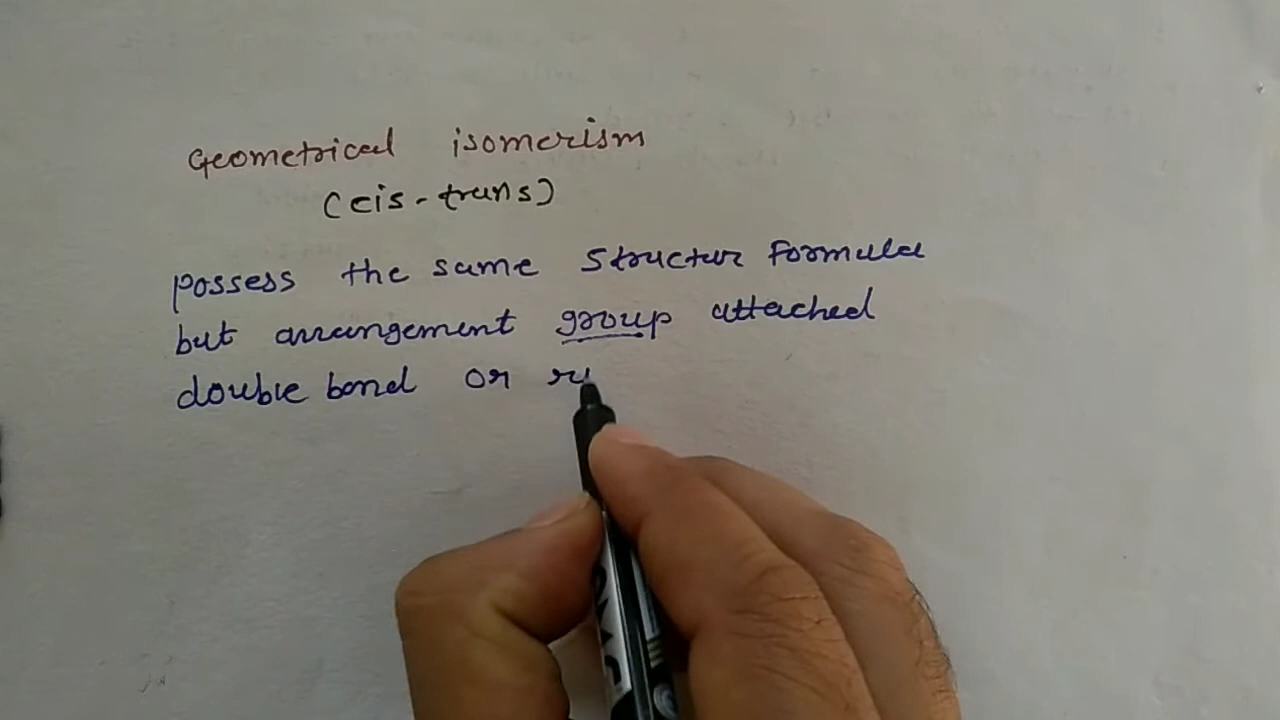 Geometrical isomerism
(cis-trans)
possess the same structur formula
but arrangement group attached
double bond or